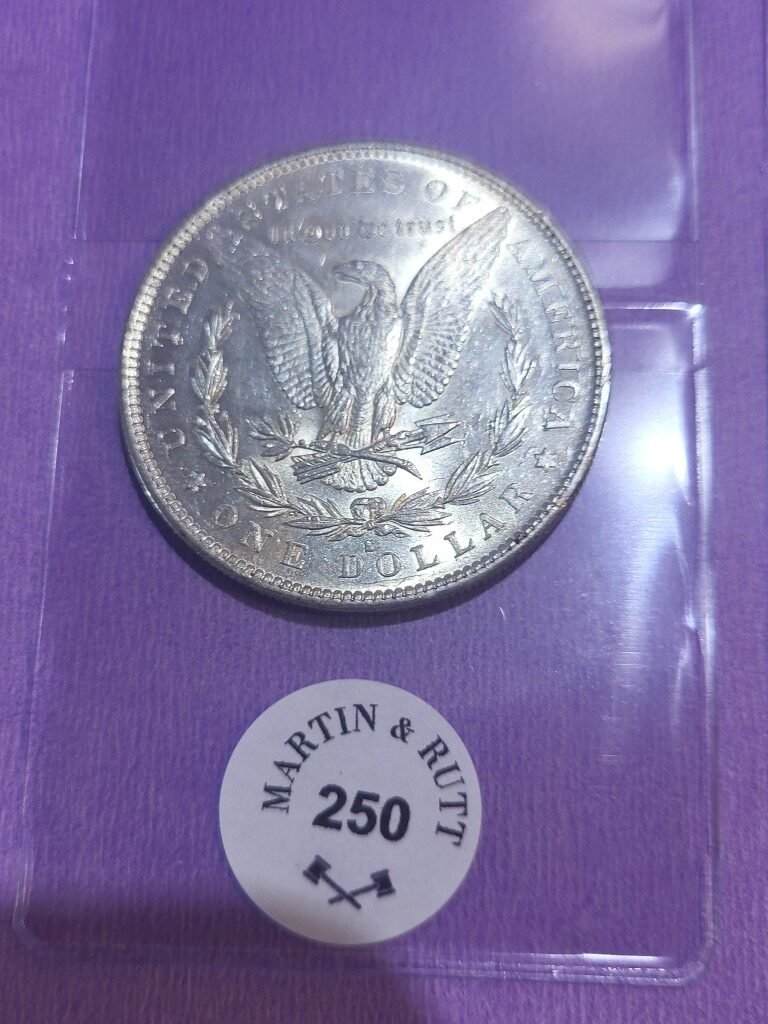 UNITED STATES OF AMERICA
In God we trust
S
ONE DOLLAR
MARTIN & RUTT
250